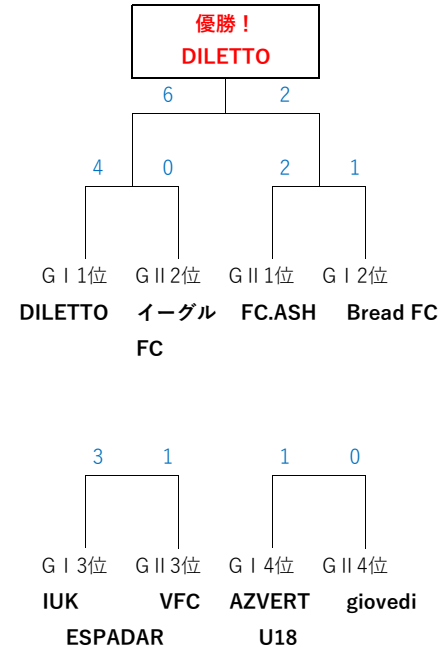 優勝！
DILETTO
6 2
4 0 2 1
GⅠ1位 GⅡ2位 GⅡ1位 GⅠ2位
DILETTO イーグル FC.ASH Bread FC
FC
3 1 1 0
GⅠ3位 GⅡ3位 GⅠ4位 GⅡ4位
IUK VFC AZVERT giovedi
ESPADAR U18